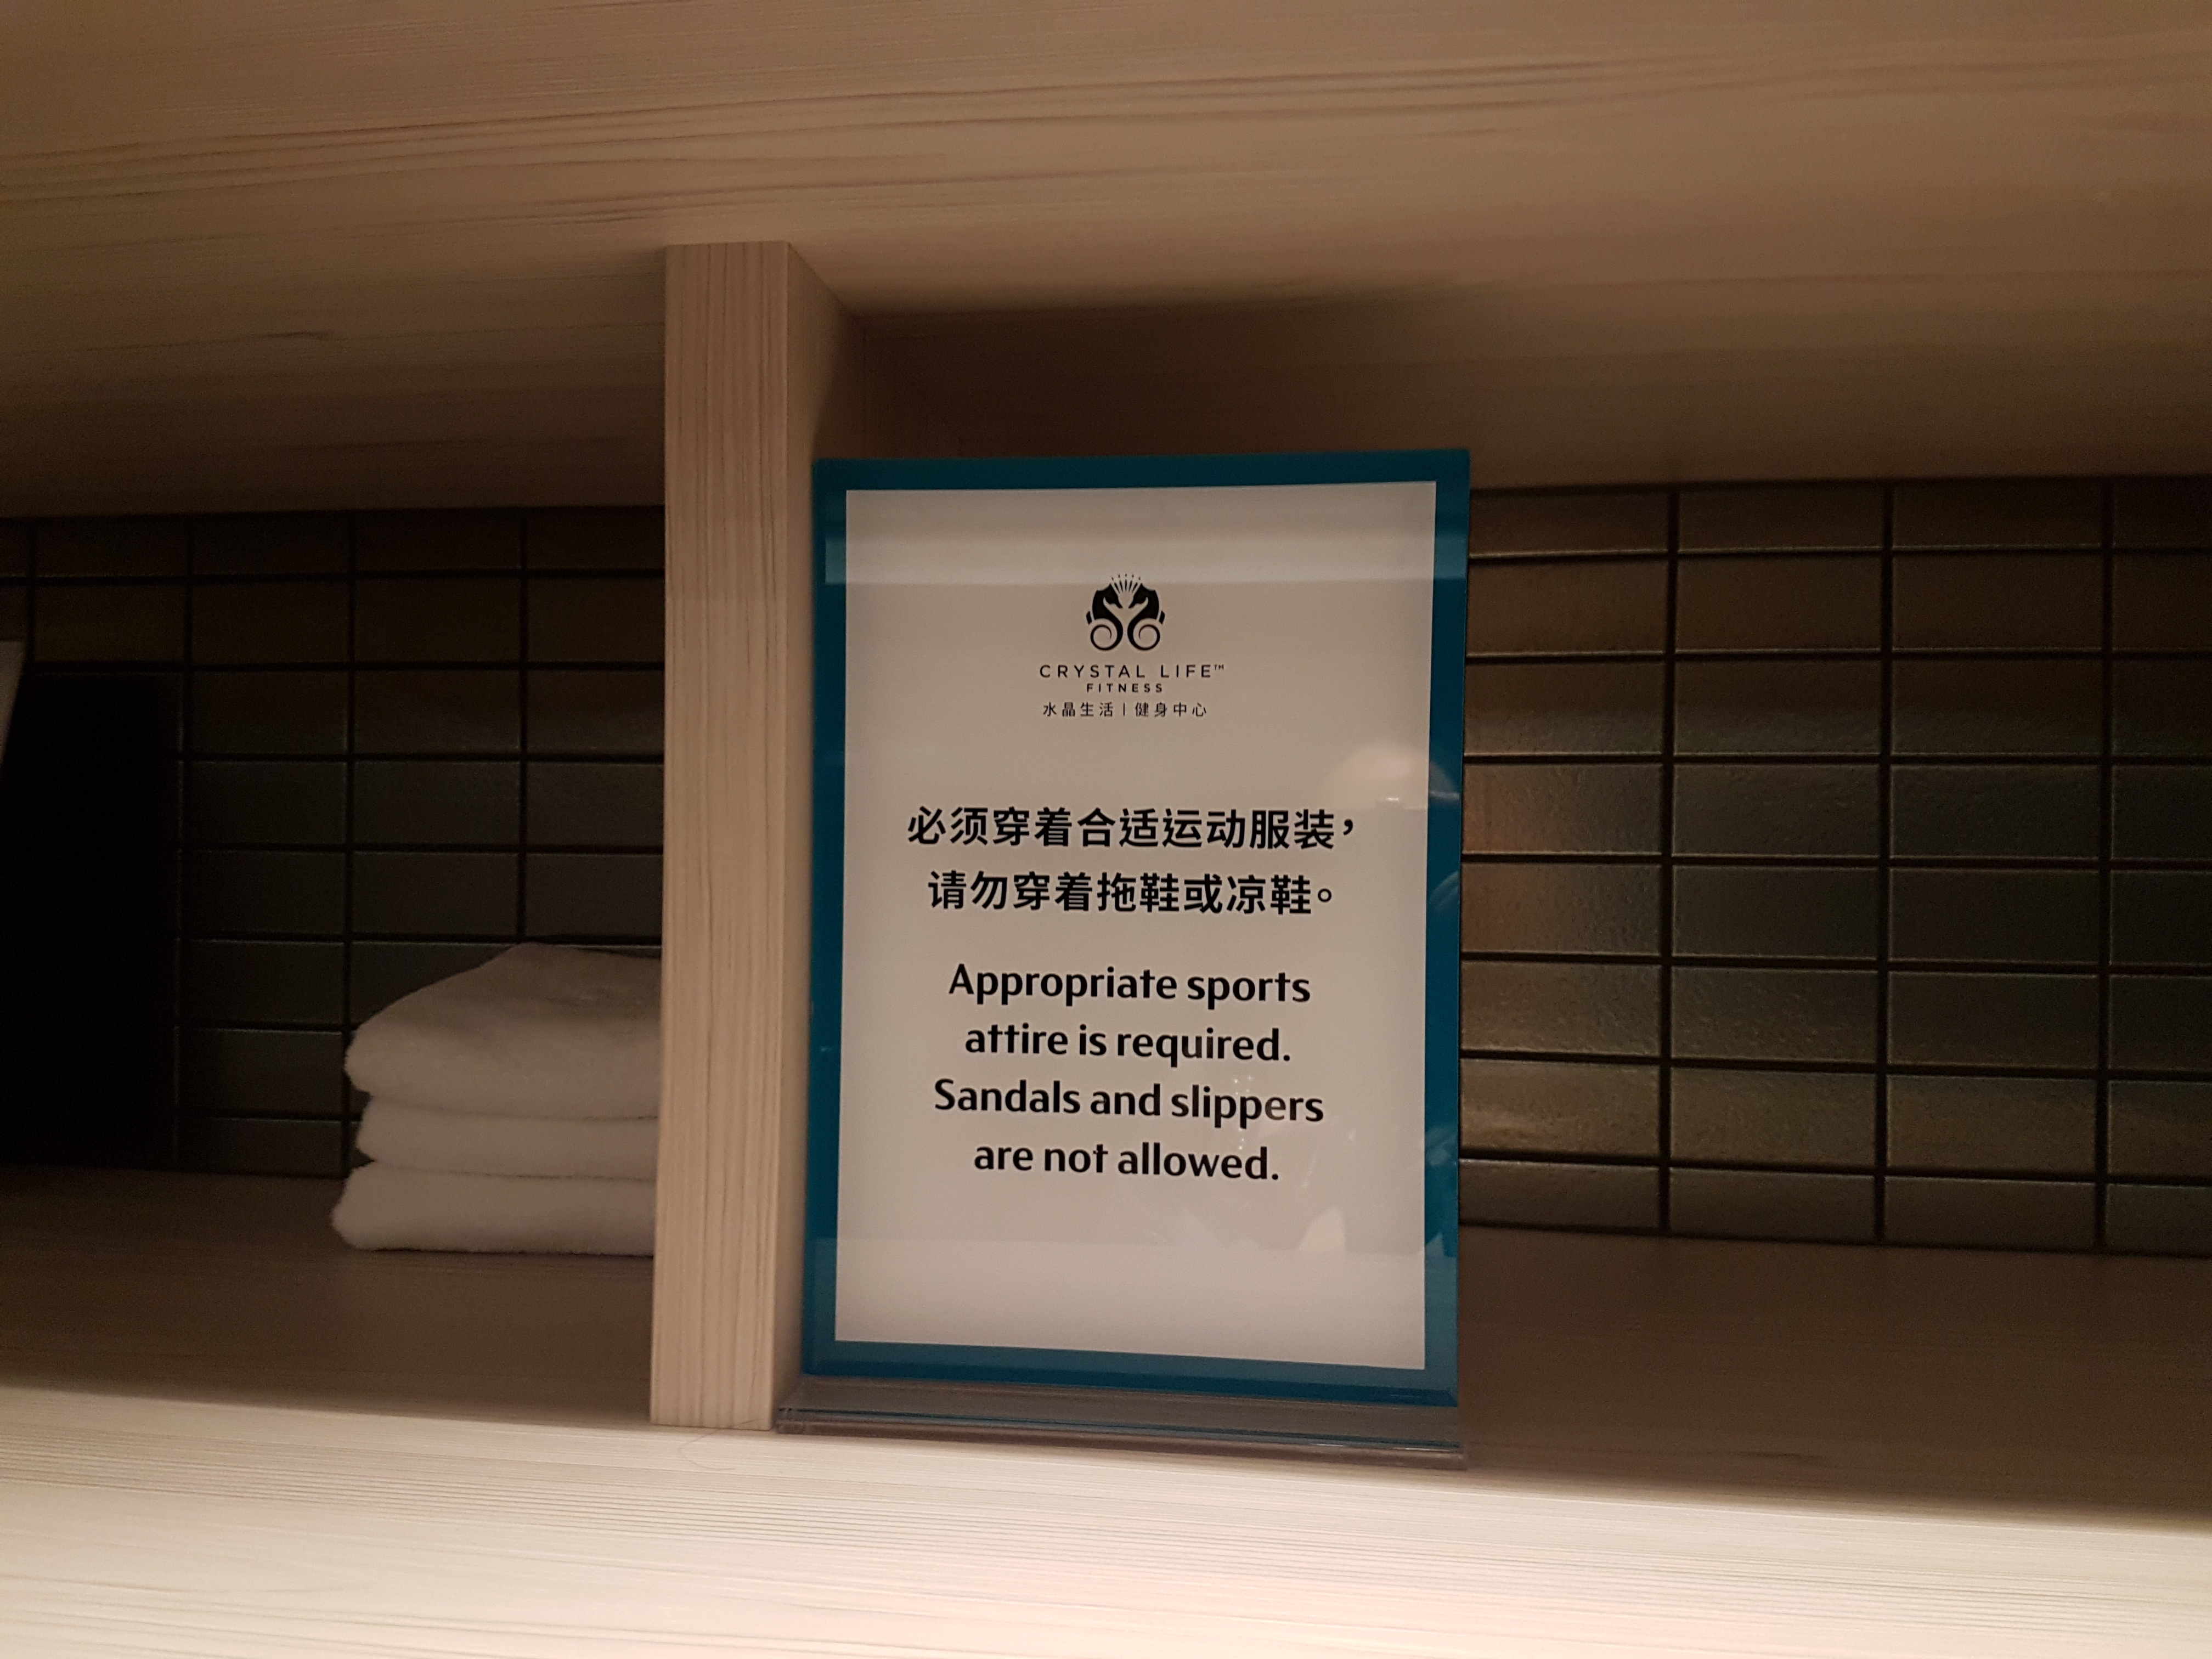 CRYSTAL LIFE™
FITNESS
水晶生活 | 健身中心
必须穿着合适运动服装，
请勿穿着拖鞋或凉鞋。
Appropriate sports
attire is required.
Sandals and slippers
are not allowed.